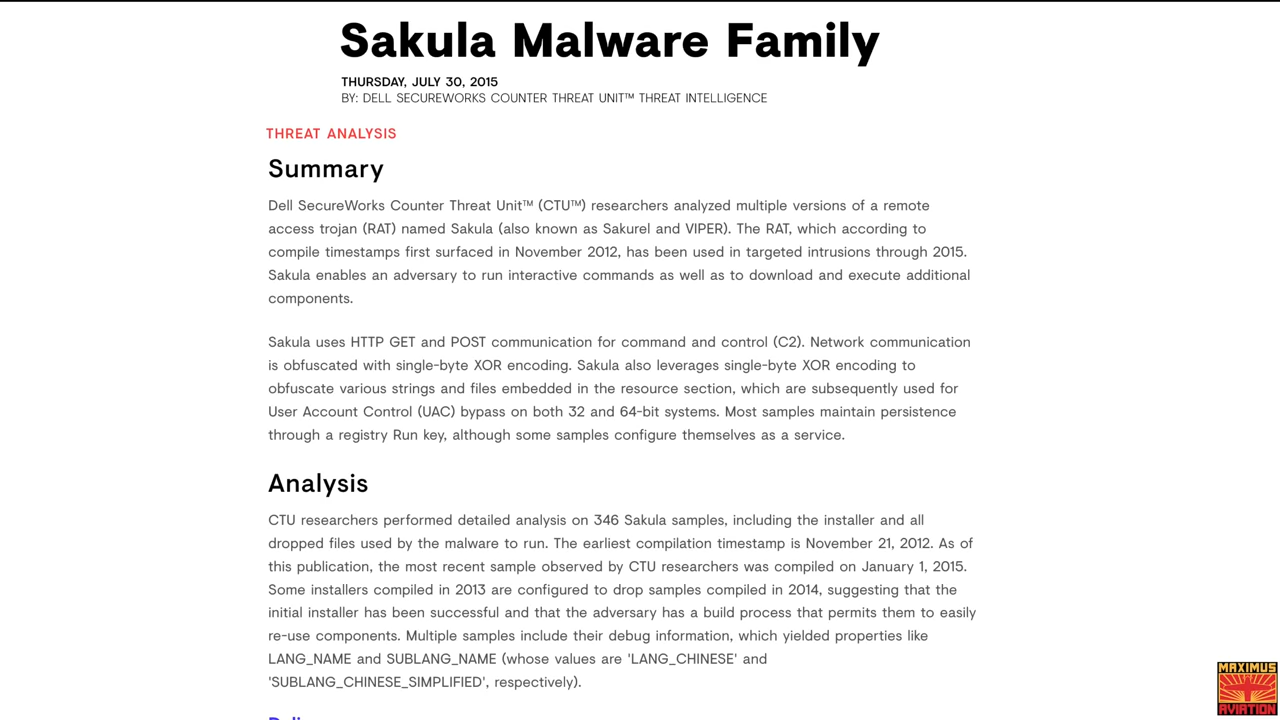 Sakula Malware Family
THURSDAY, JULY 30, 2015
BY: DELL SECUREWORKS COUNTER THREAT UNIT™ THREAT INTELLIGENCE
THREAT ANALYSIS
Summary
Dell SecureWorks Counter Threat Unit™ (CTU™) researchers analyzed multiple versions of a remote
access trojan (RAT) named Sakula (also known as Sakurel and VIPER). The RAT, which according to
compile timestamps first surfaced in November 2012, has been used in targeted intrusions through 2015.
Sakula enables an adversary to run interactive commands as well as to download and execute additional
components.
Sakula uses HTTP GET and POST communication for command and control (C2). Network communication
is obfuscated with single-byte XOR encoding. Sakula also leverages single-byte XOR encoding to
obfuscate various strings and files embedded in the resource section, which are subsequently used for
User Account Control (UAC) bypass on both 32 and 64-bit systems. Most samples maintain persistence
through a registry Run key, although some samples configure themselves as a service.
Analysis
CTU researchers performed detailed analysis on 346 Sakula samples, including the installer and all
dropped files used by the malware to run. The earliest compilation timestamp is November 21, 2012. As of
this publication, the most recent sample observed by CTU researchers was compiled on January 1, 2015.
Some installers compiled in 2013 are configured to drop samples compiled in 2014, suggesting that the
initial installer has been successful and that the adversary has a build process that permits them to easily
re-use components. Multiple samples include their debug information, which yielded properties like
LANG_NAME and SUBLANG_NAME (whose values are 'LANG_CHINESE' and
'SUBLANG_CHINESE_SIMPLIFIED', respectively).
MAXIMUS
AVIATION